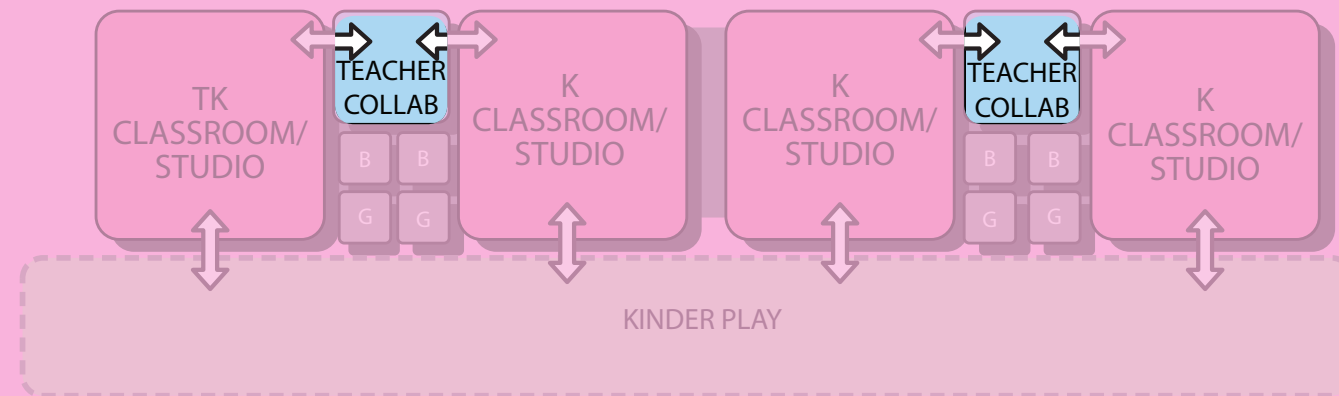 TK
CLASSROOM/
STUDIO
TEACHER
COLLAB
B B
G G
K
CLASSROOM/
STUDIO
K
CLASSROOM/
STUDIO
TEACHER
COLLAB
B B
G G
K
CLASSROOM/
STUDIO
KINDER PLAY